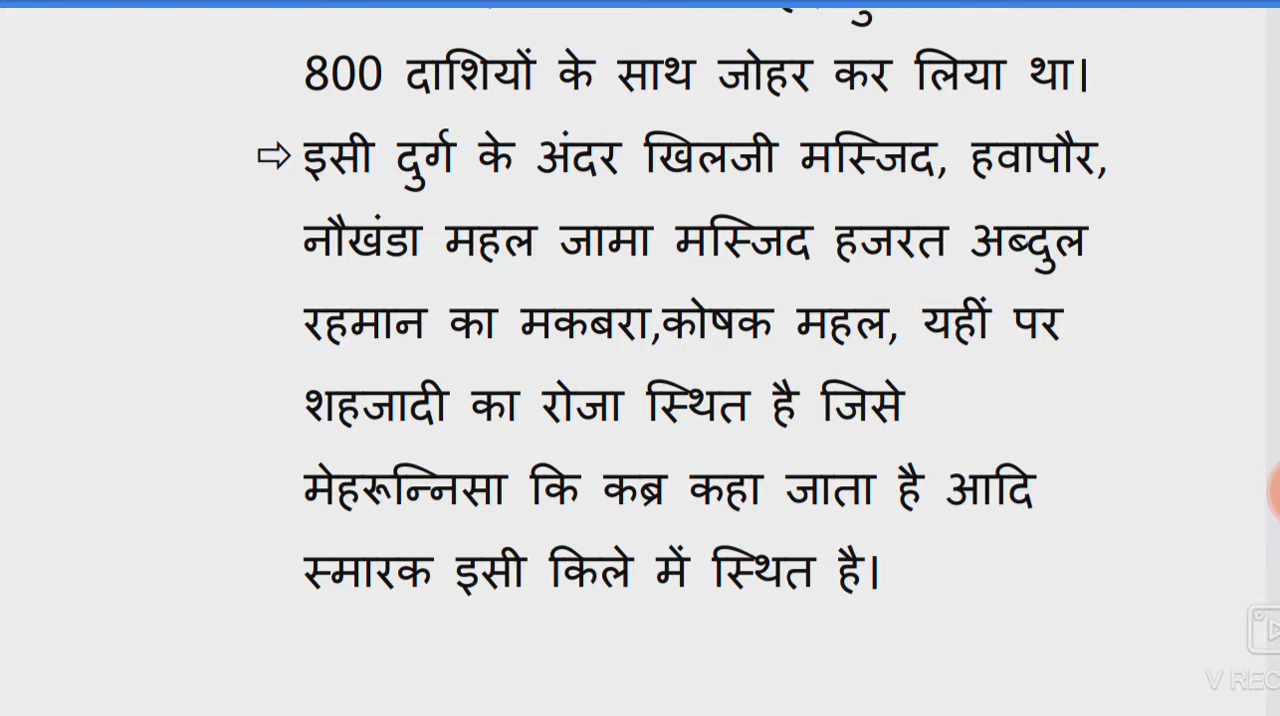 800 दाशियों के साथ जोहर कर लिया था।
⇨ इसी दुर्ग के अंदर खिलजी मस्जिद, हवापौर,
नौखंडा महल जामा मस्जिद हजरत अब्दुल
रहमान का मकबरा,कोषक महल, यहीं पर
शहजादी का रोजा स्थित है जिसे
मेहरून्निसा कि कब्र कहा जाता है आदि
स्मारक इसी किले में स्थित है।
V REC